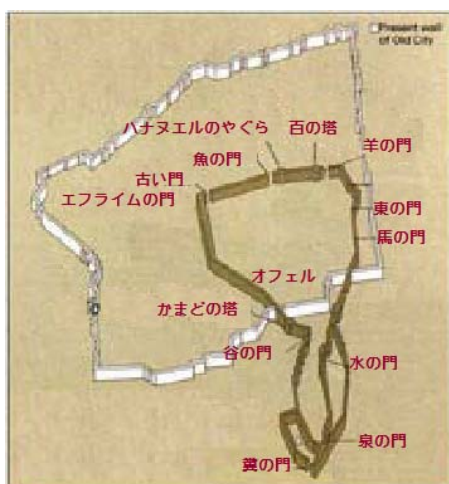 Present wall
of Old City
ハナヌエルのやぐら
百の塔
羊の門
魚の門
古い門
エフライムの門
東の門
馬の門
オフェル
かまどの塔
谷の門
水の門
泉の門
糞の門